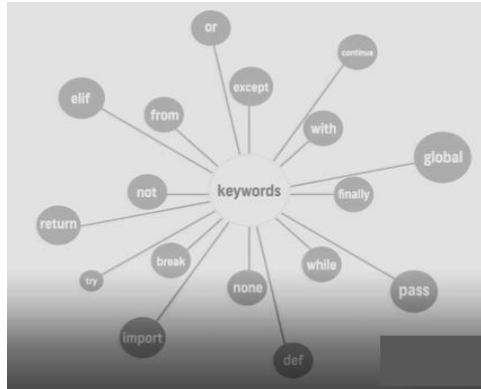 or
continue
except
elif
from
with
global
keywords
not
finally
return
break
while
try
none
pass
import
def